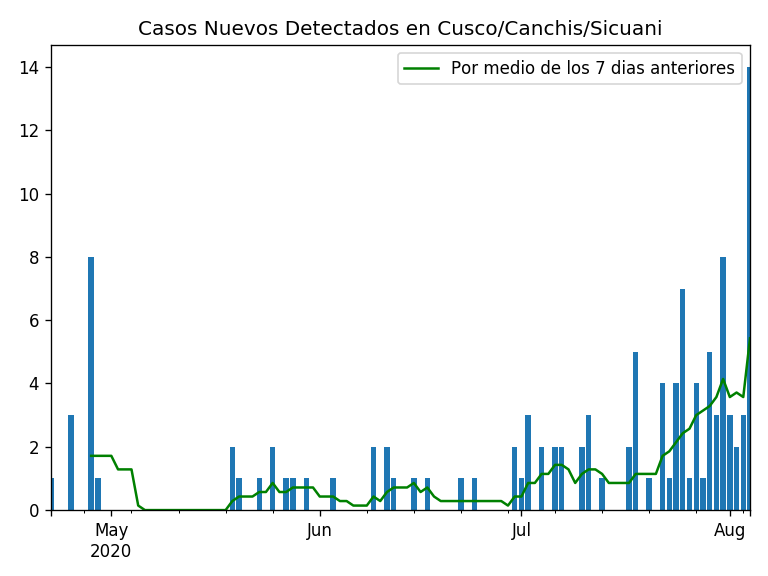 Casos Nuevos Detectados en Cusco/Canchis/Sicuani
Por medio de los 7 dias anteriores
14
12
10
8
6
4
2
0
May
2020
Jun
Jul
Aug